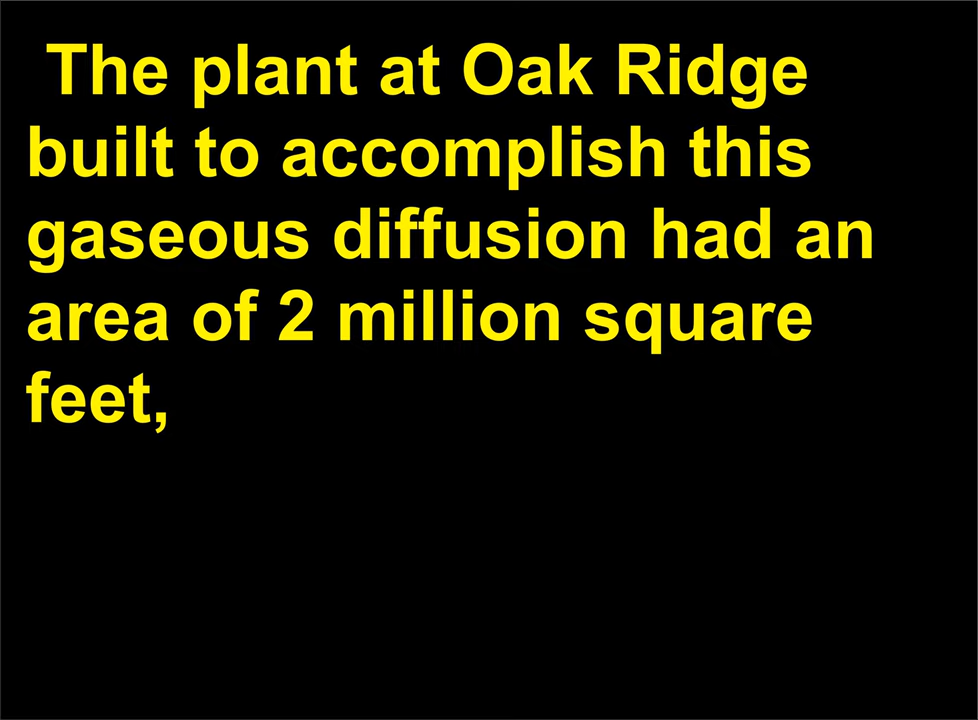 The plant at Oak Ridge
built to accomplish this
gaseous diffusion had an
area of 2 million square
feet,